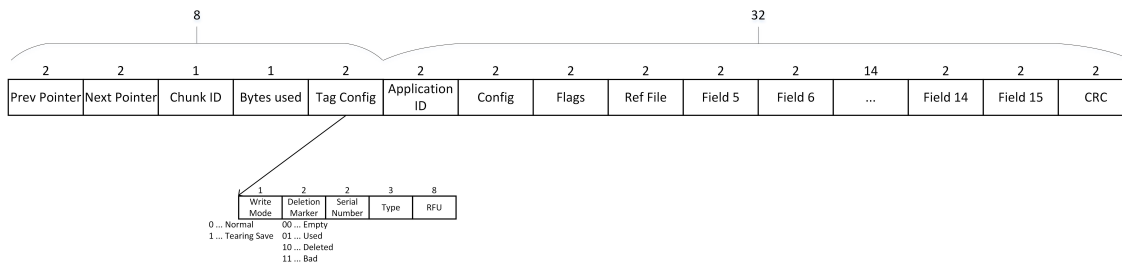 8 32
2 2 1 1 2 2 2 2 2 2 2 14 2 2 2
Prev Pointer Next Pointer Chunk ID Bytes used Tag Config Application ID Config Flags Ref File Field 5 Field 6 ... Field 14 Field 15 CRC
1 2 2 3 8
Write Deletion Serial Type RFU
Mode Marker Number
0 ... Normal 00 ... Empty
1 ... Tearing Save 01 ... Used
10 ... Deleted
11 ... Bad